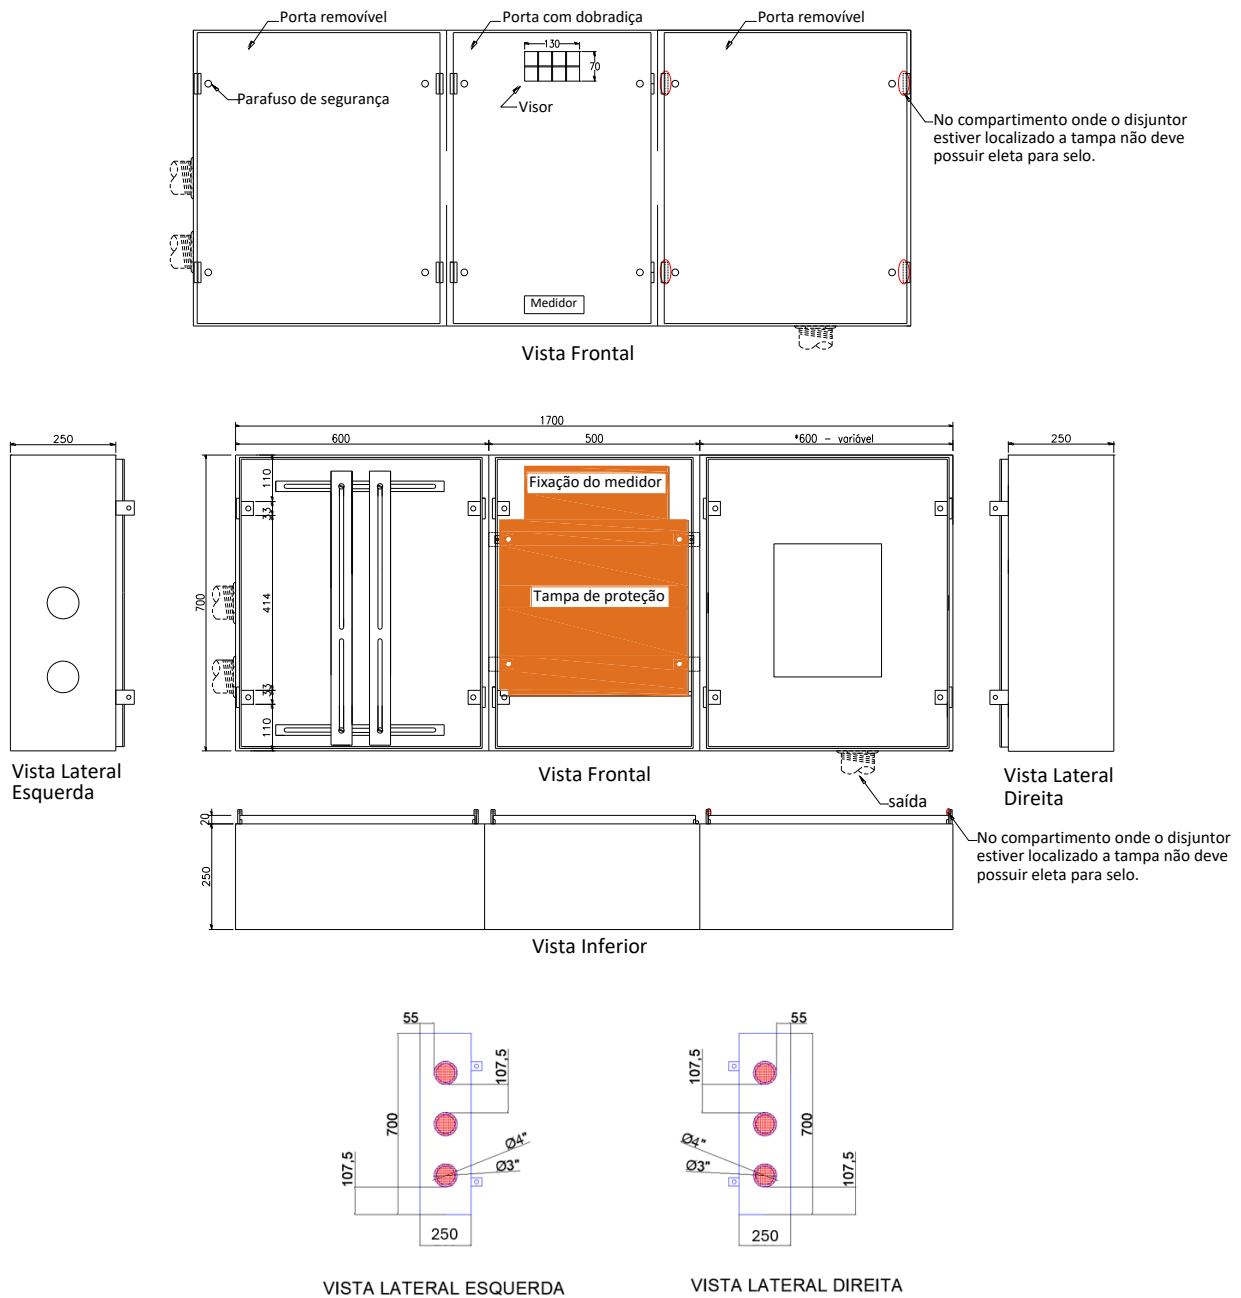 Porta removível
Porta com dobradiça
Porta removível
130
70
Parafuso de segurança
Visor
No compartimento onde o disjuntor
estiver localizado a tampa não deve
possuir eleta para selo.
Medidor
Vista Frontal
1700
250
600
500
*600 - variável
250
110
Fixação do medidor
33
700
414
Tampa de proteção
33
110
Vista Lateral
Esquerda
Vista Frontal
Vista Lateral
Direita
saída
20
No compartimento onde o disjuntor
estiver localizado a tampa não deve
possuir eleta para selo.
250
Vista Inferior
55
55
107,5
107,5
700
700
Ø4"
Ø4"
Ø3"
Ø3"
107,5
107,5
250
250
VISTA LATERAL ESQUERDA
VISTA LATERAL DIREITA